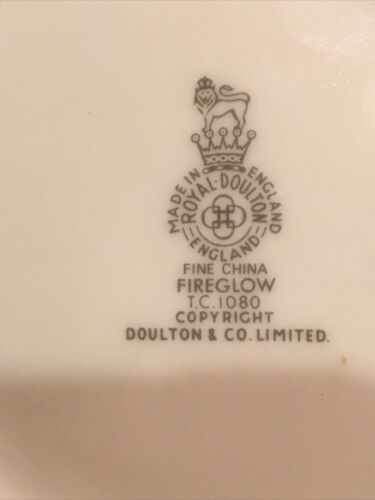 MADE IN ENGLAND
ROYAL·DOULTON
ENGLAND
FINE CHINA
FIREGLOW
T.C.1080
COPYRIGHT
DOULTON & CO. LIMITED.